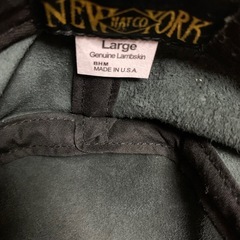 NEW YORK
HAT CO
Large
Genuine Lambskin
BHM
MADE IN U.S.A.